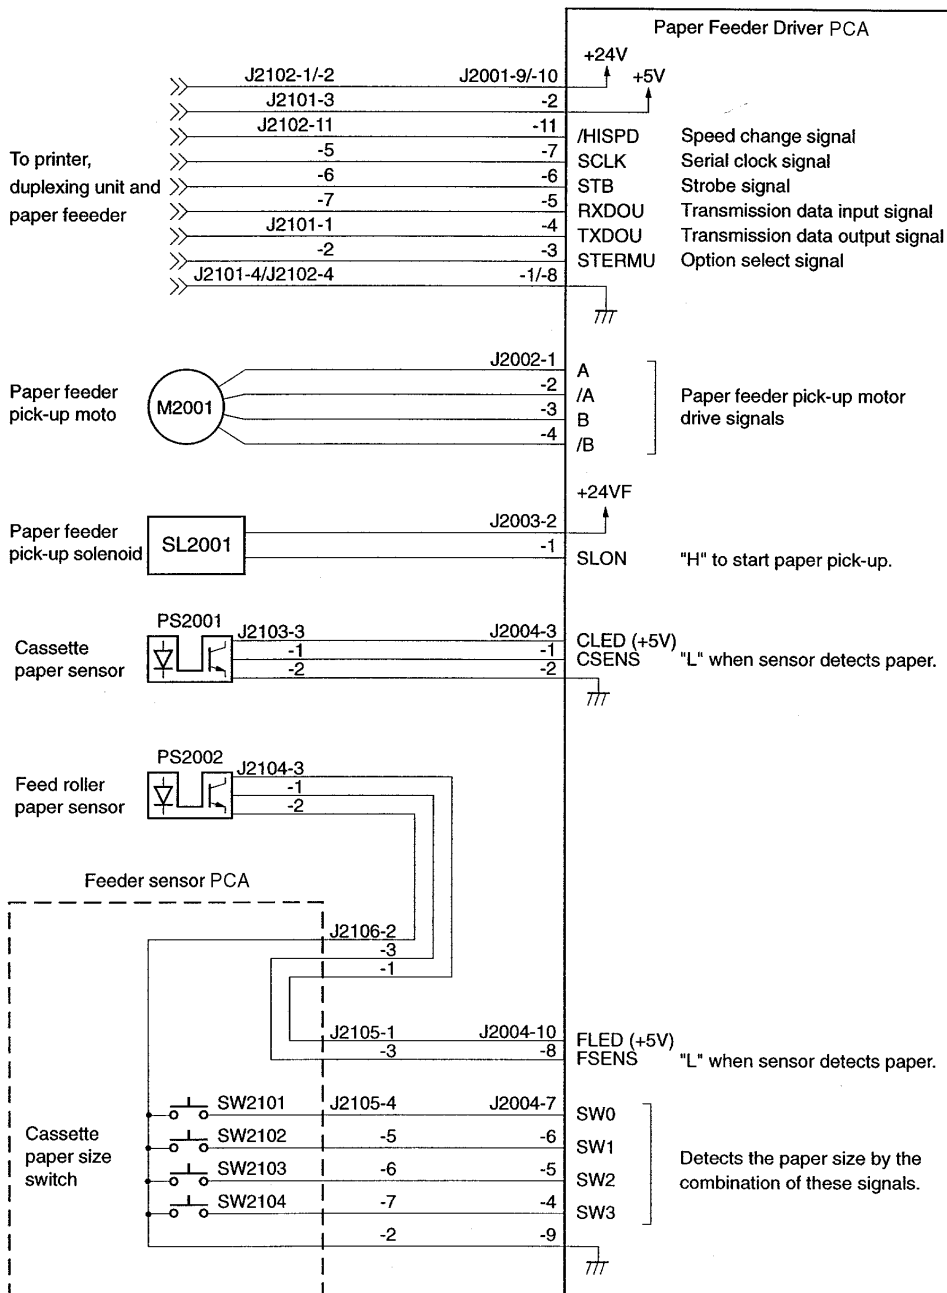 Paper Feeder Driver PCA
+24V
J2102-1/-2 J2001-9/-10 +5V
J2101-3 -2
J2102-11 -11 /HISPD Speed change signal
To printer, -5 -7 SCLK Serial clock signal
duplexing unit and -6 -6 STB Strobe signal
paper feeeder -7 -5 RXDOU Transmission data input signal
J2101-1 -4 TXDOU Transmission data output signal
-2 -3 STERMU Option select signal
J2101-4/J2102-4 -1/-8
J2002-1 A
Paper feeder M2001 -2 /A Paper feeder pick-up motor
pick-up moto -3 B drive signals
-4 /B
+24VF
Paper feeder SL2001 J2003-2
pick-up solenoid -1 SLON "H" to start paper pick-up.
PS2001
Cassette J2103-3 J2004-3 CLED (+5V)
paper sensor -1 -1 CSENS "L" when sensor detects paper.
-2 -2
PS2002
Feed roller J2104-3
paper sensor -1
-2
Feeder sensor PCA
J2106-2
-3
-1
J2105-1 J2004-10 FLED (+5V)
-3 -8 FSENS "L" when sensor detects paper.
SW2101 J2105-4 J2004-7 SW0
Cassette SW2102 -5 -6 SW1
paper size SW2103 -6 -5 SW2 Detects the paper size by the
switch SW2104 -7 -4 SW3 combination of these signals.
-2 -9